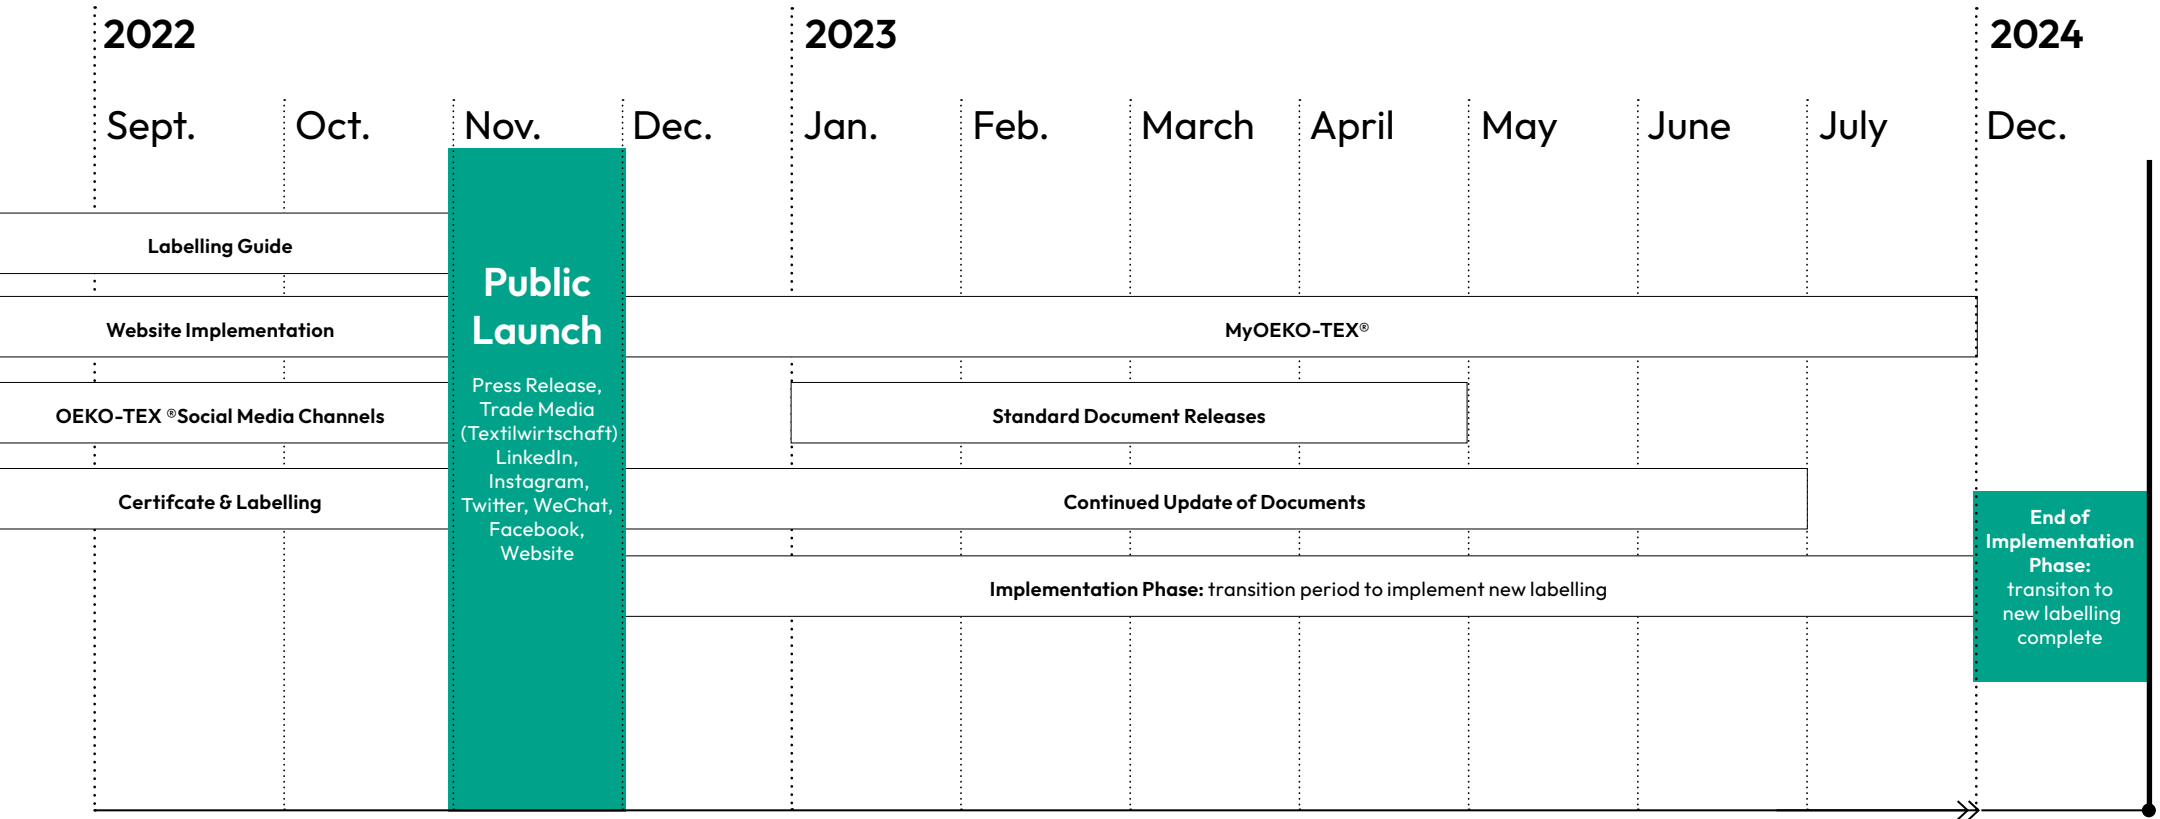 2022
2023
2024
Sept.
Oct.
Nov.
Dec.
Jan.
Feb.
March
April
May
June
July
Dec.
Labelling Guide
Website Implementation
OEKO-TEX ®Social Media Channels
Certifcate & Labelling
Public
Launch
Press Release,
Trade Media
(Textilwirtschaft)
LinkedIn,
Instagram,
Twitter, WeChat,
Facebook,
Website
MyOEKO-TEX®
Standard Document Releases
Continued Update of Documents
Implementation Phase: transition period to implement new labelling
End of
Implementation
Phase:
transiton to
new labelling
complete